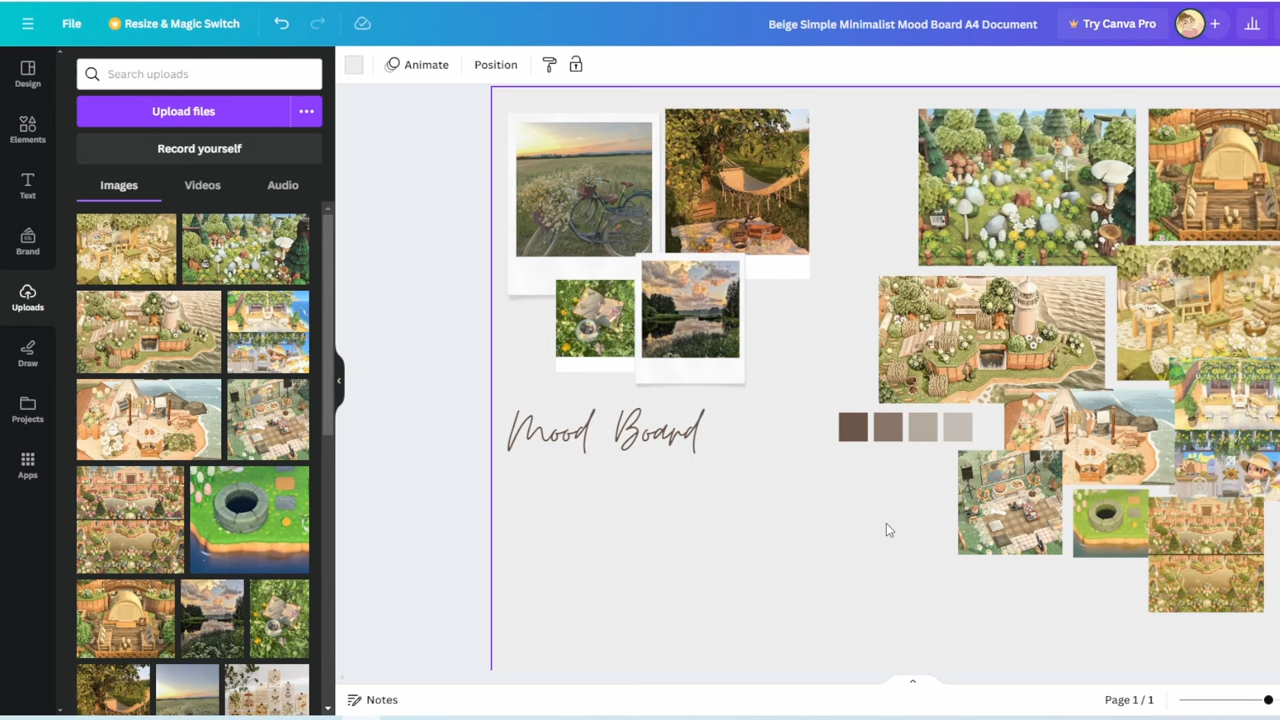 File
Resize & Magic Switch
Beige Simple Minimalist Mood Board A4 Document
Try Canva Pro
Design
Elements
Text
Brand
Uploads
Draw
Projects
Apps
Search uploads
Upload files
Record yourself
Images
Videos
Audio
Animate
Position
Mood Board
Notes
Page 1 / 1